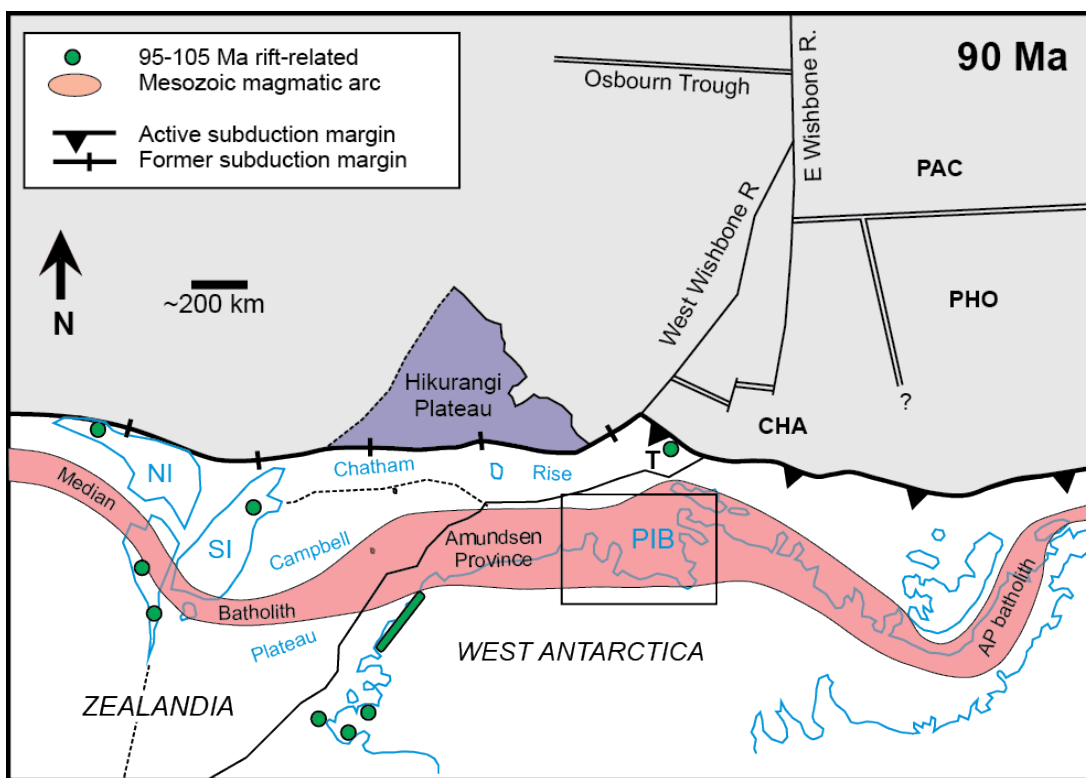 95-105 Ma rift-related
Mesozoic magmatic arc
Active subduction margin
Former subduction margin
90 Ma
Osbourn Trough
E Wishbone R.
PAC
West Wishbone R
PHO
~200 km
N
Hikurangi
Plateau
?
CHA
NI
T
Chatham
Rise
Median
SI
Campbell
Amundsen
Province
PIB
Batholith
AP batholith
Plateau
WEST ANTARCTICA
ZEALANDIA